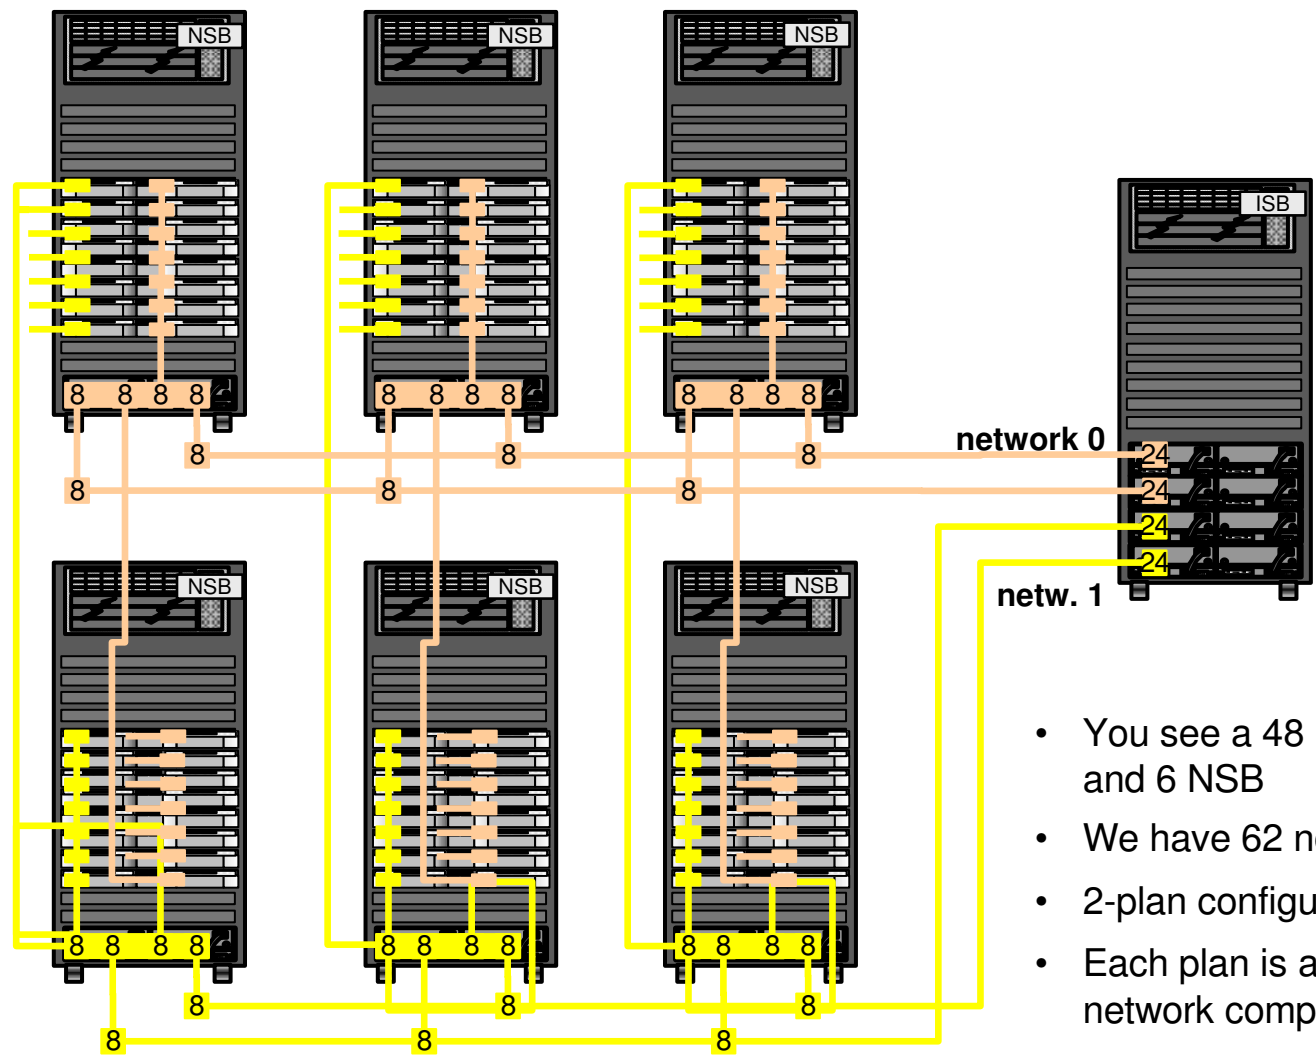 NSB NSB NSB
ISB
8 8 8 8 8 8 8 8 8 8 8 8
network 0
8 8 8 24
8 8 8 24
24
NSB NSB NSB 24
netw. 1
• You see a 48
and 6 NSB
• We have 62
• 2-plan
• Each plan is a
network
8 8 8 8 8 8 8 8 8 8 8 8
8 8 8
8 8 8